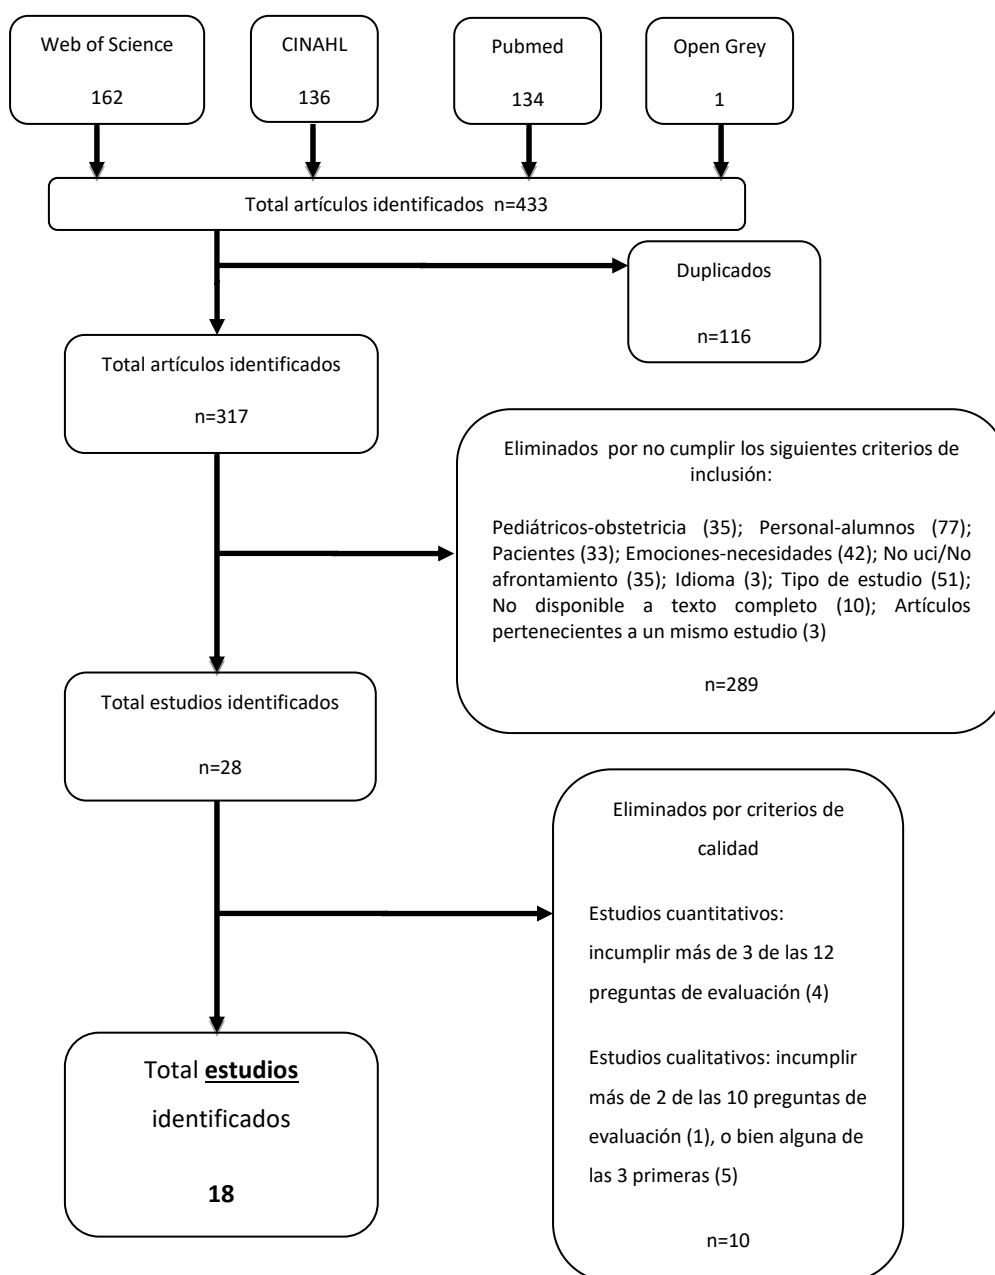 Web of Science
162
CINAHL
136
Pubmed
134
Open Grey
1
Total artículos identificados n=433
Duplicados
n=116
Total artículos identificados
n=317
Eliminados por no cumplir los siguientes criterios de
inclusión:
Pediátricos-obstetricia (35); Personal-alumnos (77);
Pacientes (33); Emociones-necesidades (42); No uci/No
afrontamiento (35); Idioma (3); Tipo de estudio (51);
No disponible a texto completo (10); Artículos
pertenecientes a un mismo estudio (3)
n=289
Total estudios identificados
n=28
Eliminados por criterios de
calidad
Estudios cuantitativos:
incumplir más de 3 de las 12
preguntas de evaluación (4)
Estudios cualitativos: incumplir
más de 2 de las 10 preguntas de
evaluación (1), o bien alguna de
las 3 primeras (5)
n=10
Total estudios
identificados
18